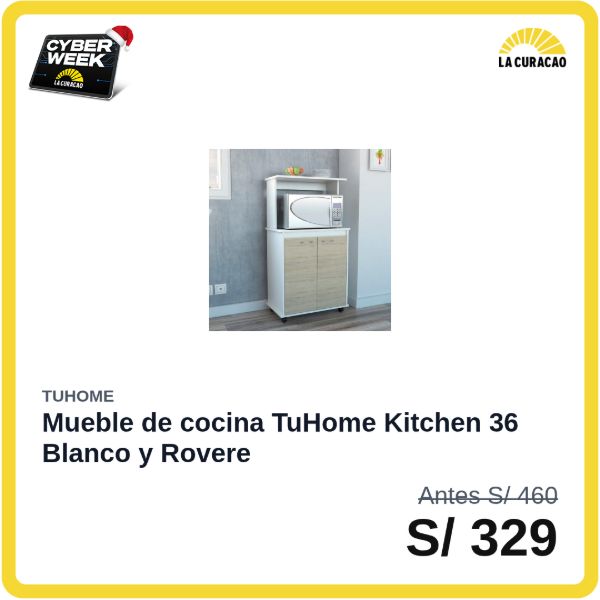 CYBER
WEEK
LA CURACAO
LA CURACAO
TUHOME
Mueble de cocina TuHome Kitchen 36
Blanco y Rovere
Antes S/ 460
S/ 329